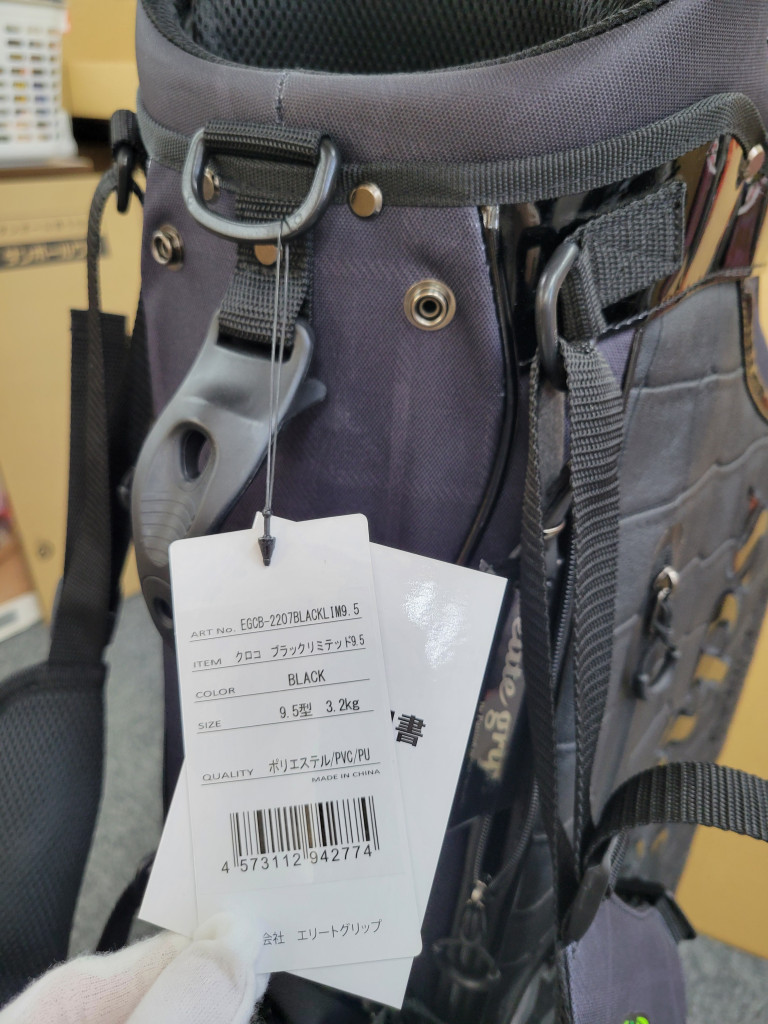 ART No. EGCB-2207BLACKLIM9.5
ITEM クロコ ブラックリミテッド9.5
COLOR BLACK
SIZE 9.5型 3.2kg
QUALITY ポリエステル/PVC/PU
MADE IN CHINA
4 573112 942774
会社 エリートグリップ
書
elite grip